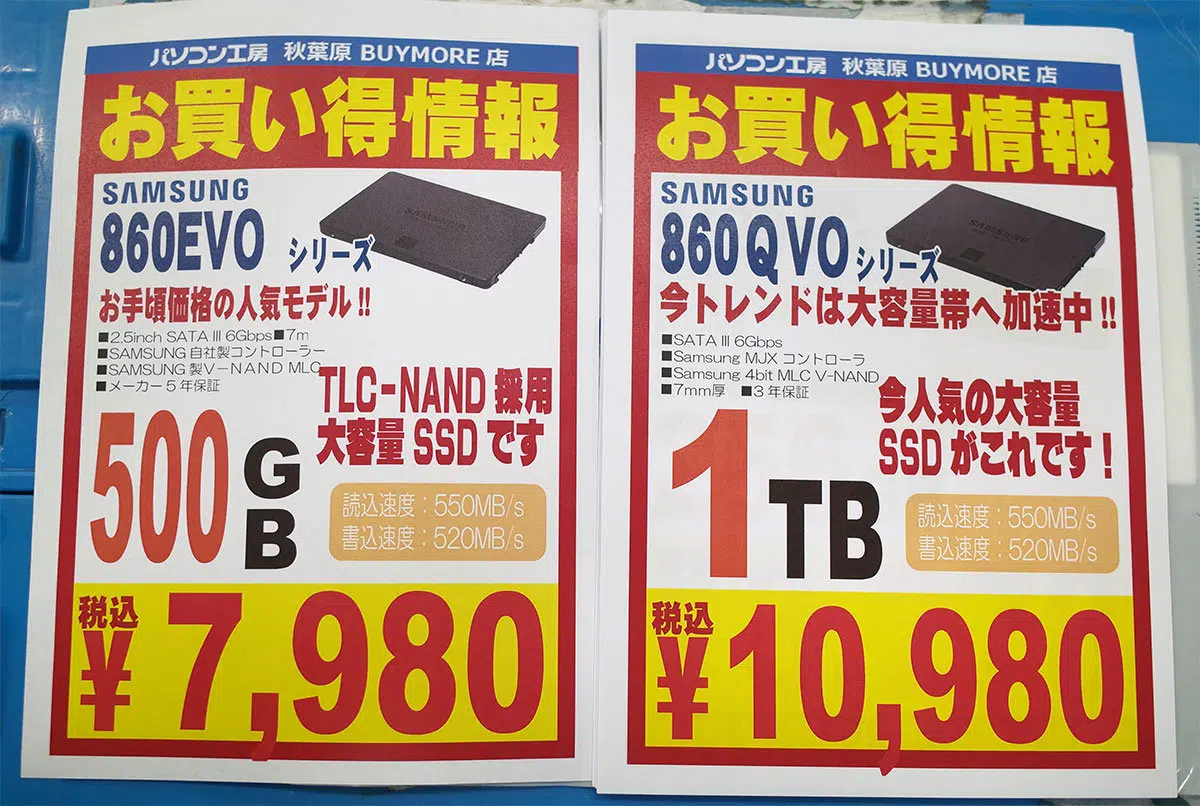 パソコン工房 秋葉原 BUYMORE 店
お買い得情報
SAMSUNG
860EVO シリーズ
SAMSUNG
お手頃価格の人気モデル!!
■2.5inch SATA III 6Gbps■7m
■SAMSUNG 自社製コントローラー
■SAMSUNG 製V-NAND MLC
■メーカー5年保証
TLC-NAND 採用
大容量 SSD です
500GB
読込速度:550MB/s
書込速度:520MB/s
税込
¥7,980
パソコン工房 秋葉原 BUYMORE 店
お買い得情報
SAMSUNG
860QVO シリーズ
SAMSUNG
今トレンドは大容量帯へ加速中!!
■SATA III 6Gbps
■Samsung MJX コントローラ
■Samsung 4bit MLC V-NAND
■7mm厚 ■3年保証
今人気の大容量
SSD がこれです!
1TB
読込速度:550MB/s
書込速度:520MB/s
税込
¥10,980